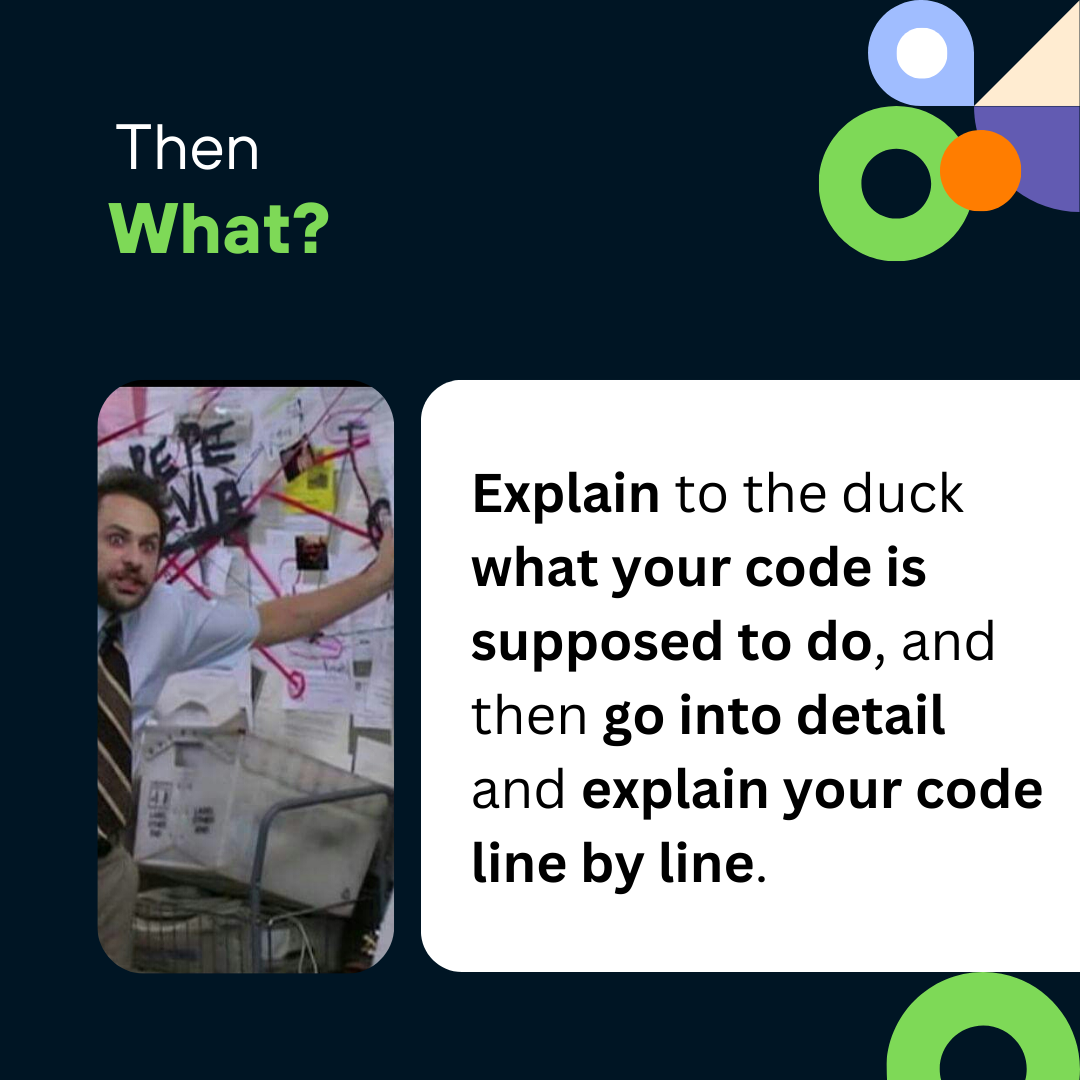 Then
What?
PEPE
SVIA
Explain to the duck
what your code is
supposed to do, and
then go into detail
and explain your code
line by line.